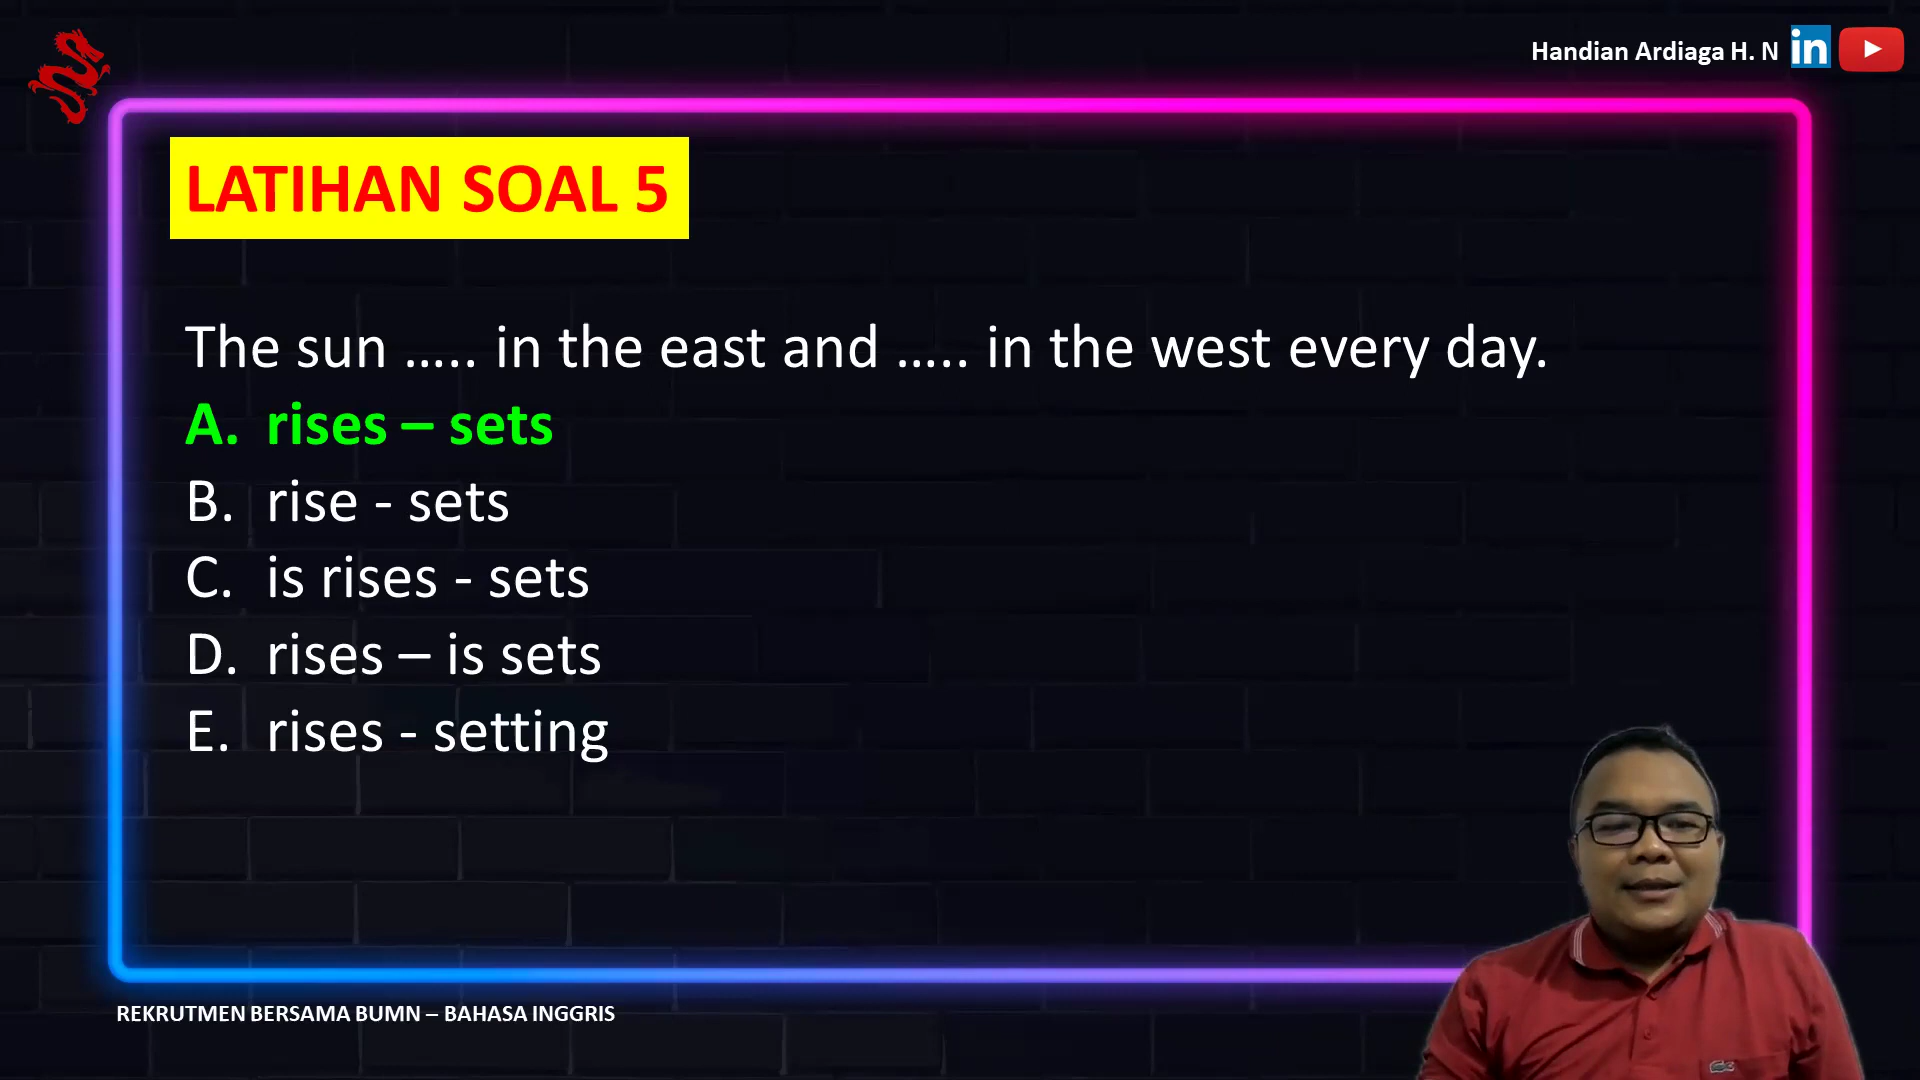 Handian Ardiaga H. N in
LATIHAN SOAL 5
The sun ..... in the east and ..... in the west every day.
A. rises – sets
B. rise - sets
C. is rises - sets
D. rises – is sets
E. rises - setting
REKRUTMEN BERSAMA BUMN – BAHASA INGGRIS